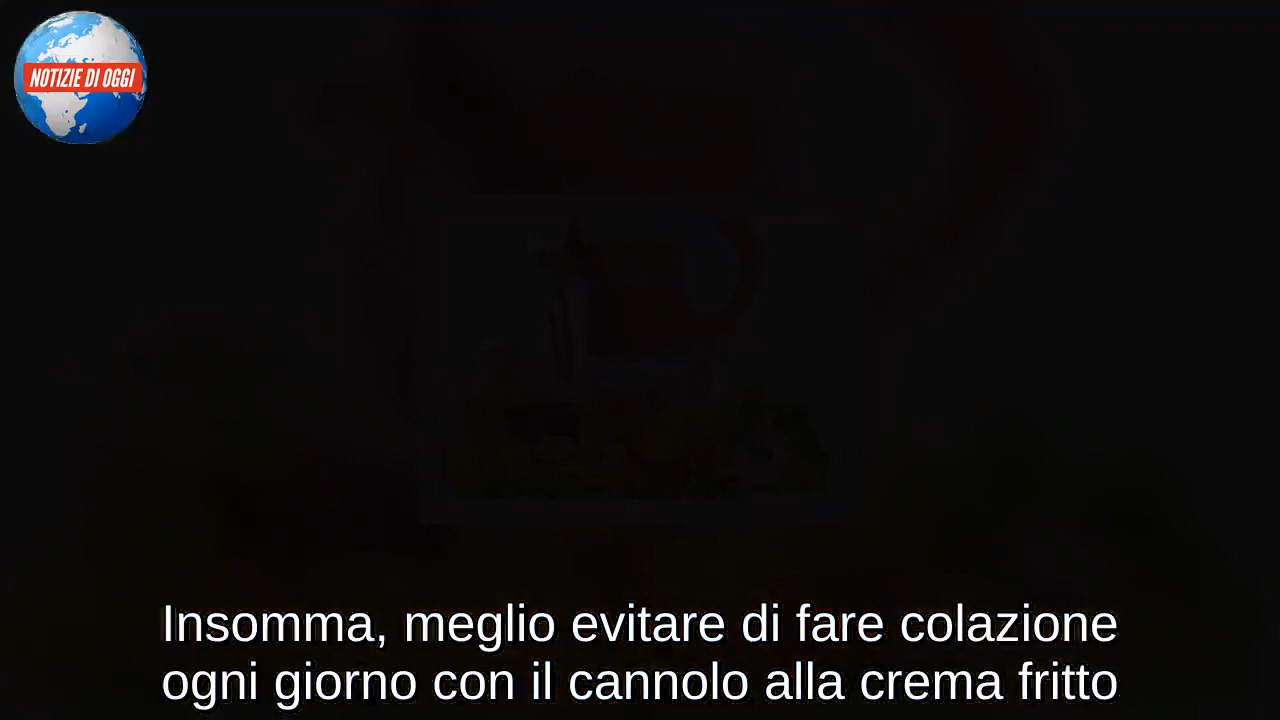 NOTIZIE DI OGGI
Insomma, meglio evitare di fare colazione
ogni giorno con il cannolo alla crema fritto